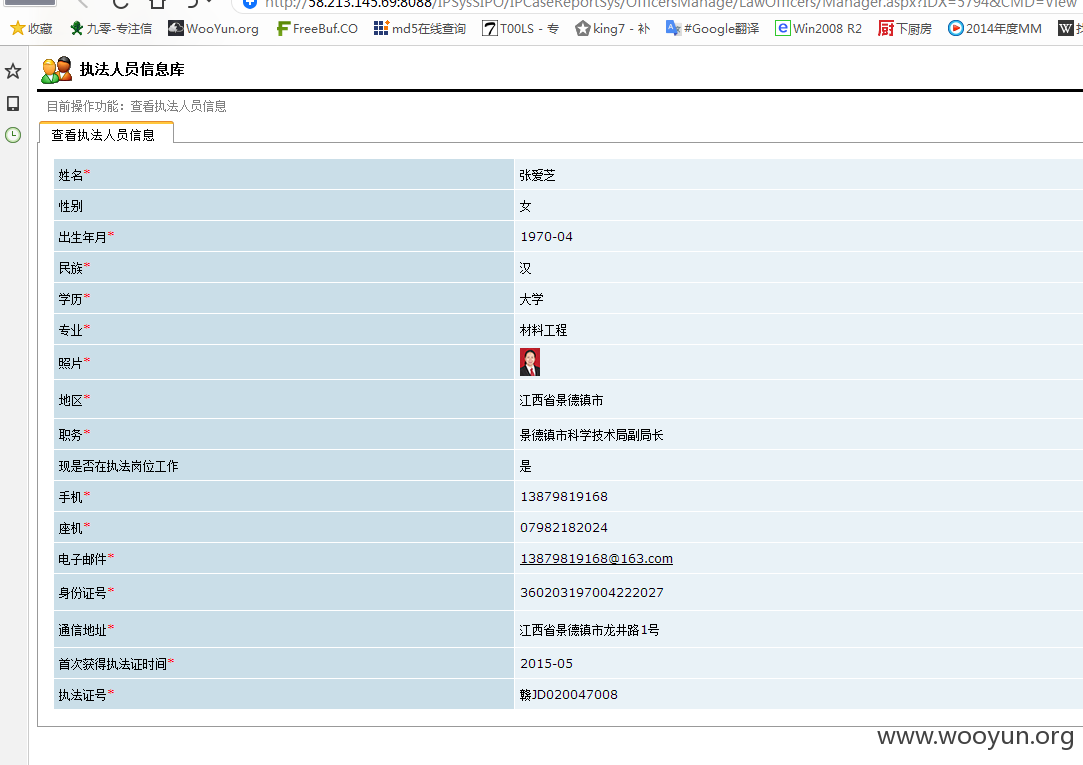 http://58.213.145.69:8088/IPSysSIPO/IPCaseReportSys/OfficersManage/LawOfficers/Manager.aspx?IDX=5794&CMD=View
收藏 九零-专注信 WooYun.org FreeBuf.CO md5在线查询 T00LS - 专 king7 - 补 #Google翻译 Win2008 R2 下厨房 2014年度MM
执法人员信息库
目前操作功能：查看执法人员信息
查看执法人员信息
姓名* 张爱芝
性别 女
出生年月* 1970-04
民族* 汉
学历* 大学
专业* 材料工程
照片*
地区* 江西省景德镇市
职务* 景德镇市科学技术局副局长
现是否在执法岗位工作 是
手机* 13879819168
座机* 07982182024
电子邮件* 13879819168@163.com
身份证号* 360203197004222027
通信地址* 江西省景德镇市龙井路1号
首次获得执法证时间* 2015-05
执法证号* 赣JD020047008
www.wooyun.org